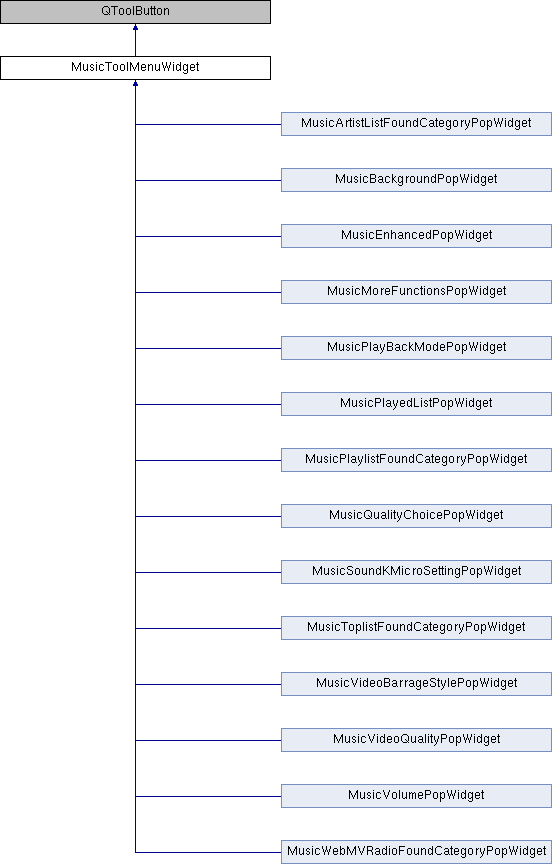 QToolButton
MusicToolMenuWidget
MusicArtistListFoundCategoryPopWidget
MusicBackgroundPopWidget
MusicEnhancedPopWidget
MusicMoreFunctionsPopWidget
MusicPlayBackModePopWidget
MusicPlayedListPopWidget
MusicPlaylistFoundCategoryPopWidget
MusicQualityChoicePopWidget
MusicSoundKMicroSettingPopWidget
MusicToplistFoundCategoryPopWidget
MusicVideoBarrageStylePopWidget
MusicVideoQualityPopWidget
MusicVolumePopWidget
MusicWebMVRadioFoundCategoryPopWidget